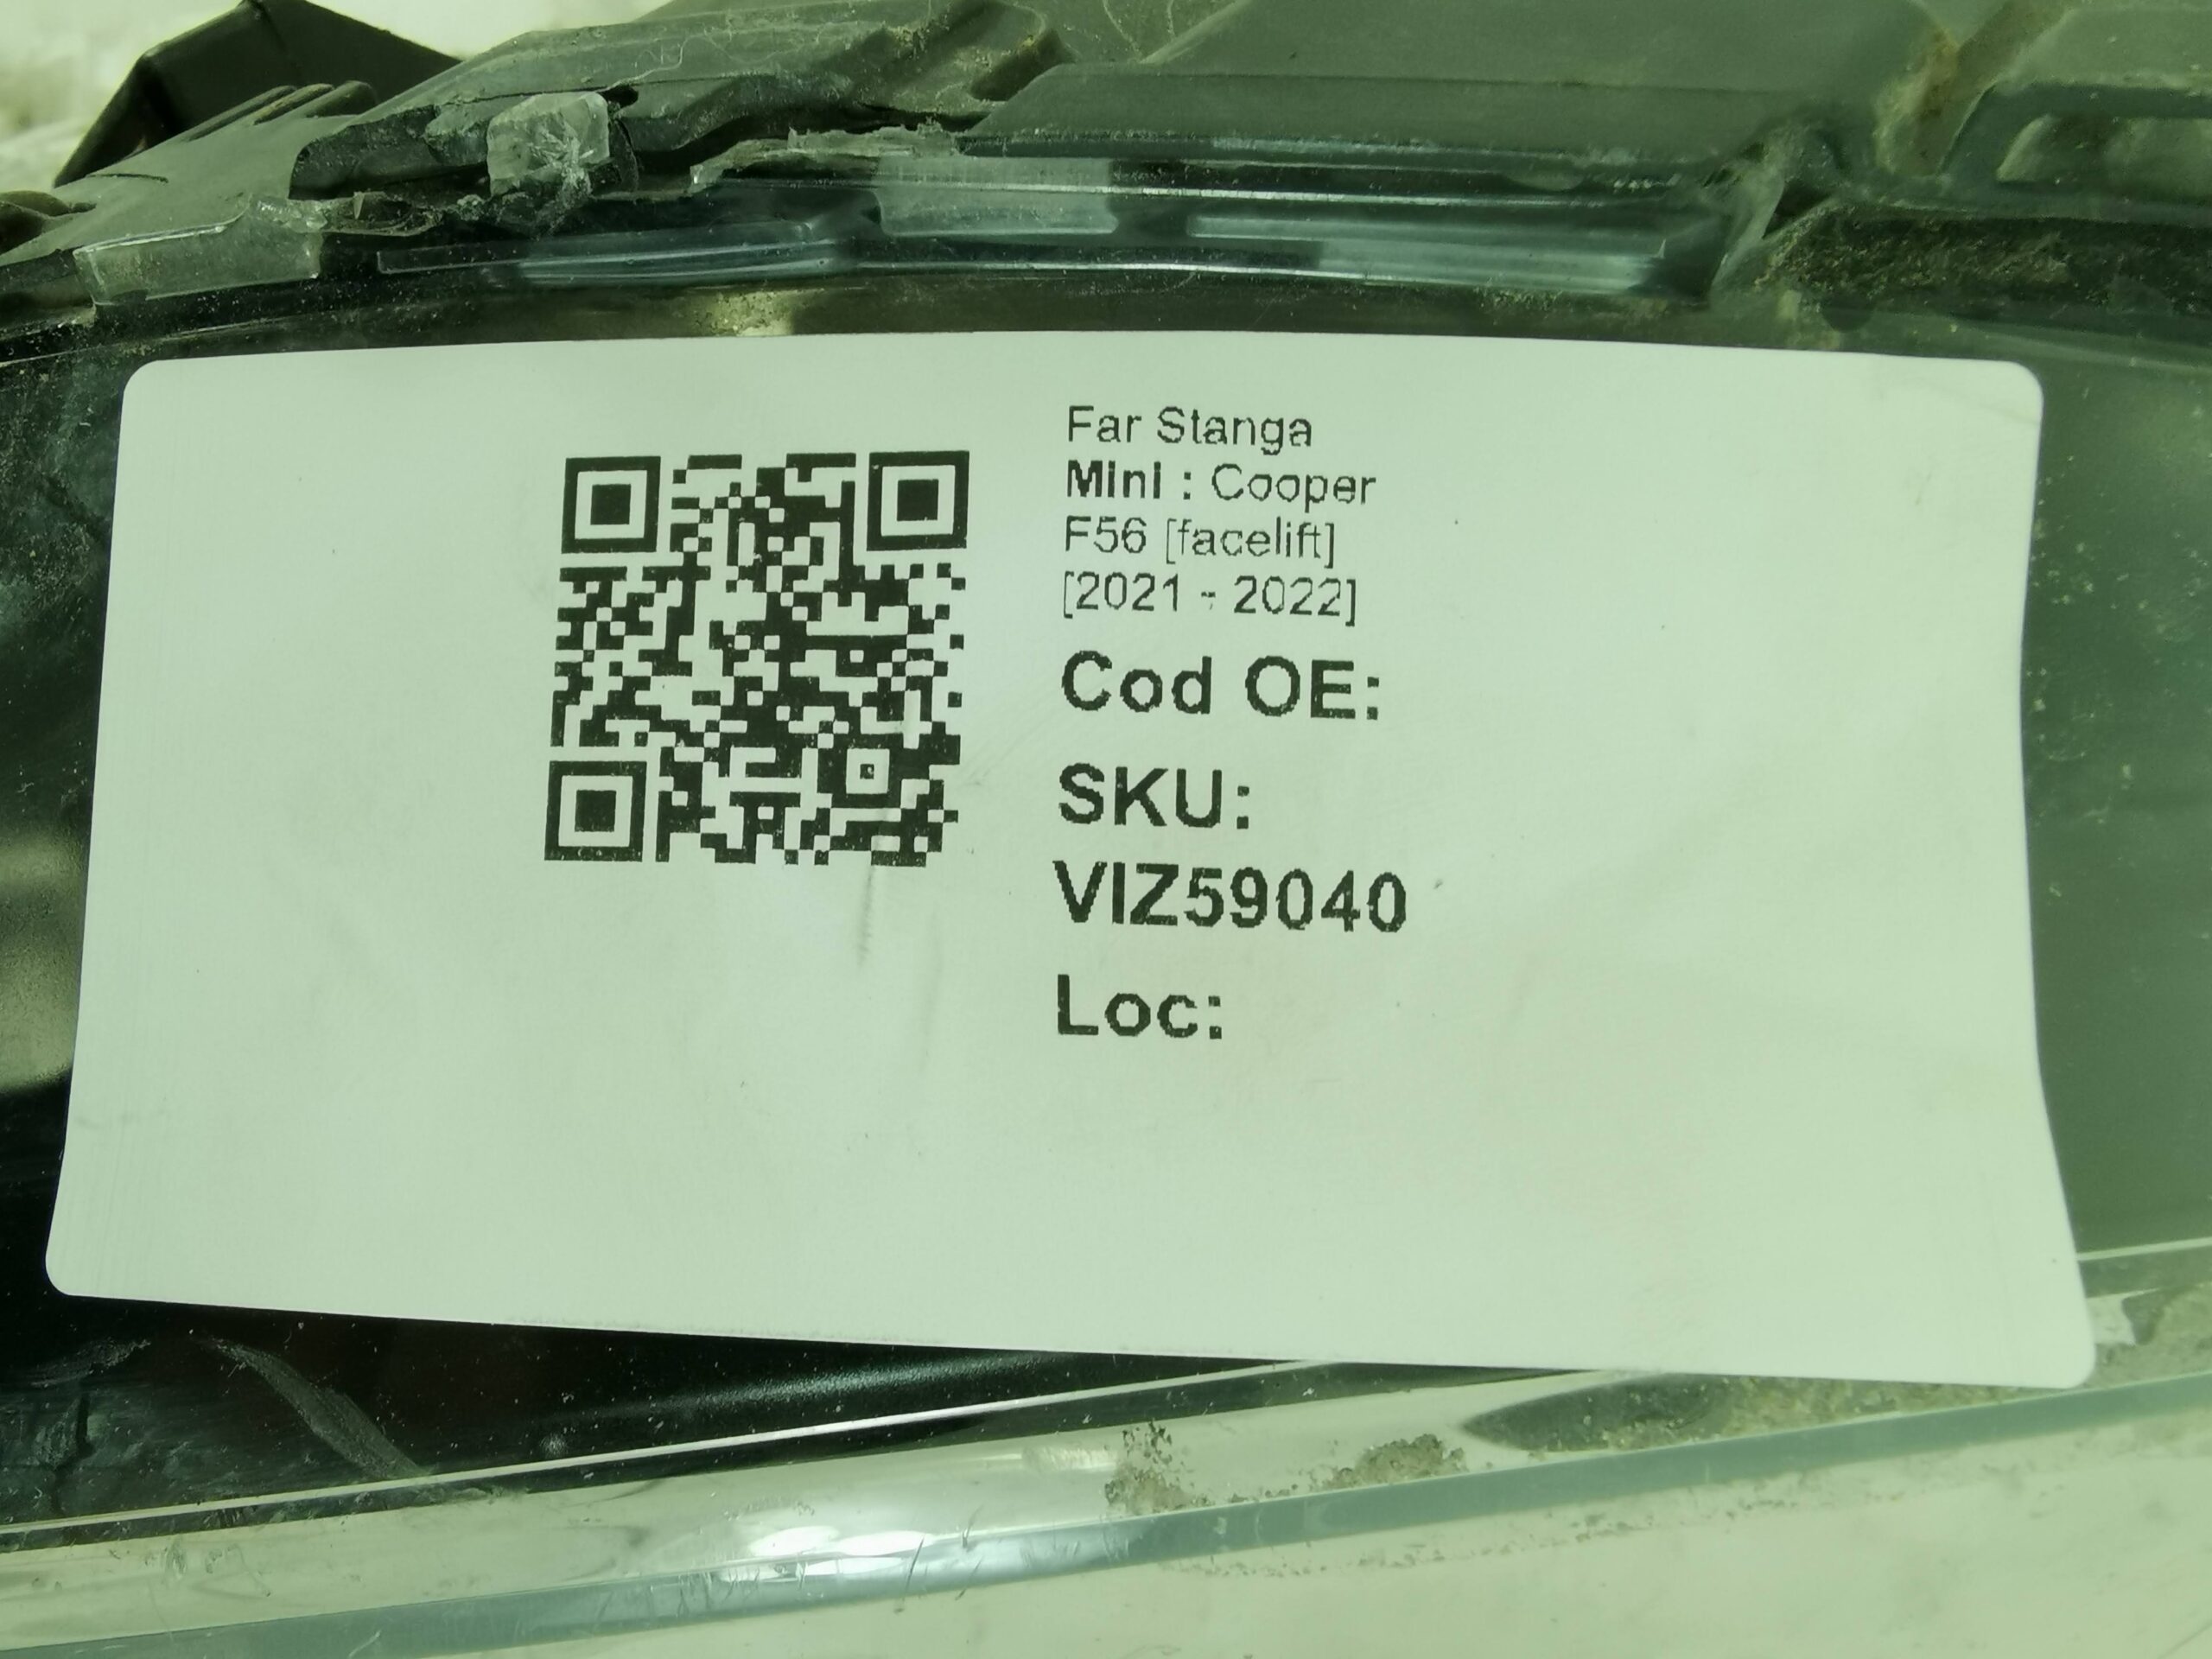 Far Stanga
Mini : Cooper
F56 [facelift]
[2021 - 2022]
Cod OE:
SKU:
VIZ59040
Loc: